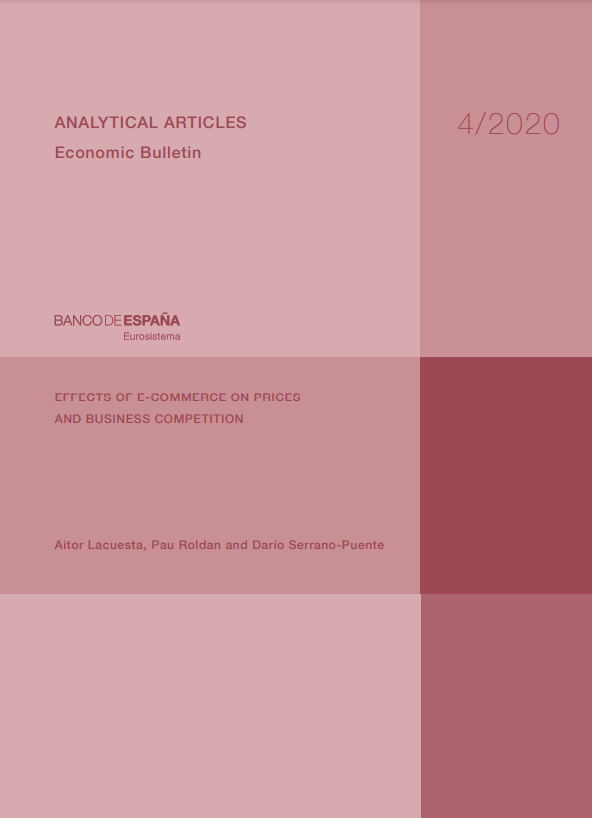 ANALYTICAL ARTICLES
4/2020
Economic Bulletin
BANCO DE ESPAÑA
Eurosistema
EFFECTS OF E-COMMERCE ON PRICES
AND BUSINESS COMPETITION
Aitor Lacuesta, Pau Roldan and Darío Serrano-Puente